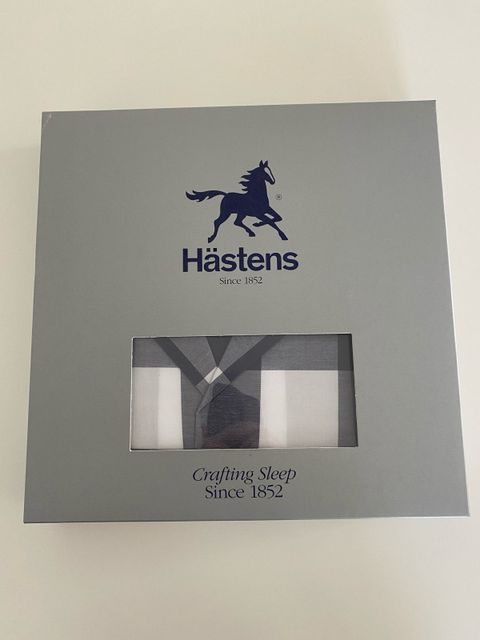 ®
Hästens
Since 1852
Crafting Sleep
Since 1852